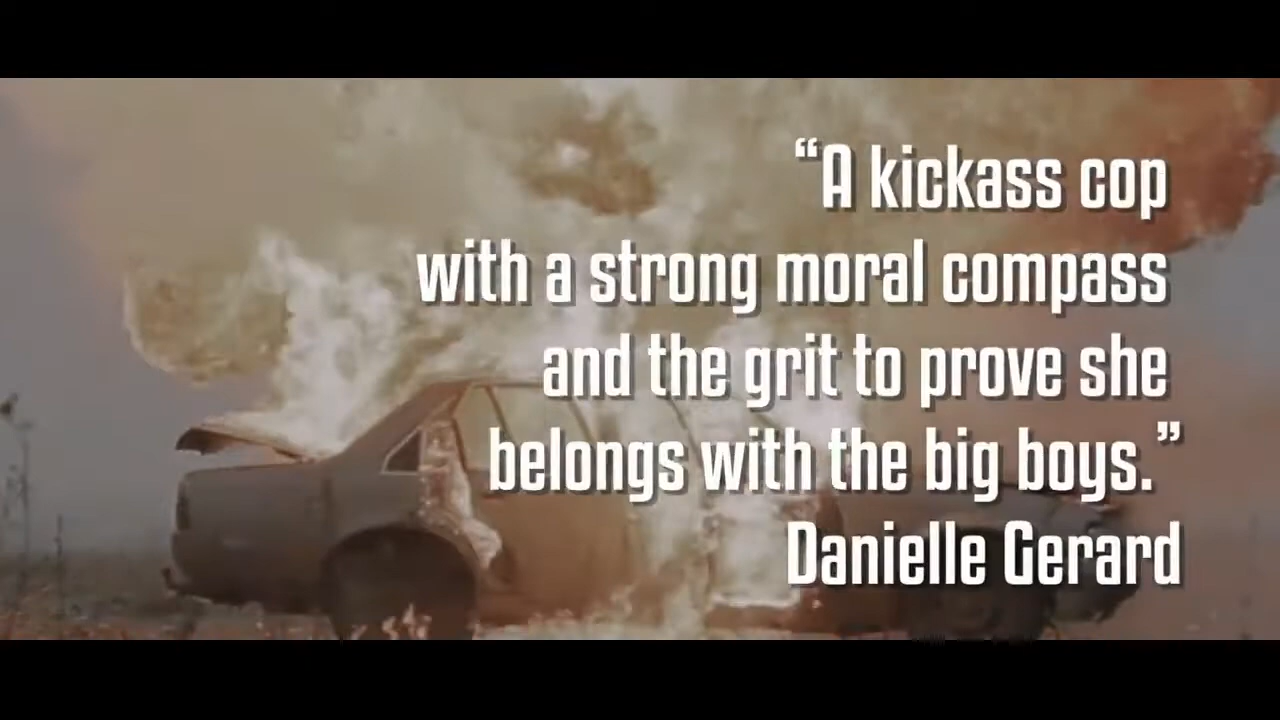 “A kickass cop
with a strong moral compass
and the grit to prove she
belongs with the big boys.”
Danielle Gerard